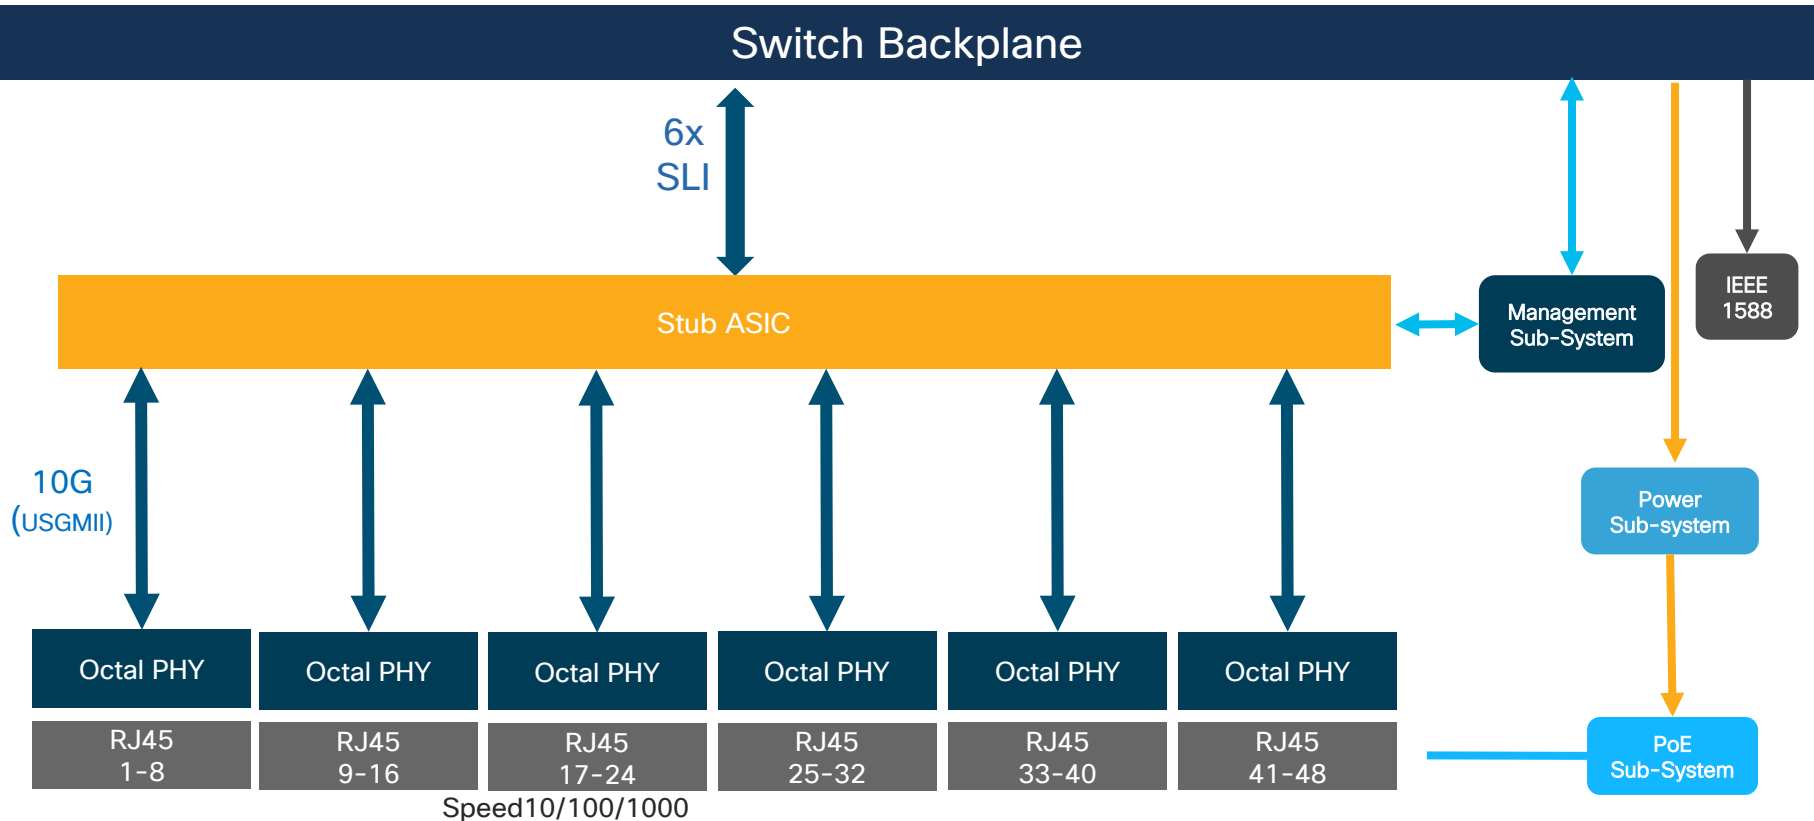 Switch Backplane
6x
SLI
IEEE
1588
Management
Sub-System
Stub ASIC
10G
(USGMII)
Power
Sub-system
Octal PHY
Octal PHY
Octal PHY
Octal PHY
Octal PHY
Octal PHY
RJ45
1-8
RJ45
9-16
RJ45
17-24
RJ45
25-32
RJ45
33-40
RJ45
41-48
PoE
Sub-System
Speed10/100/1000